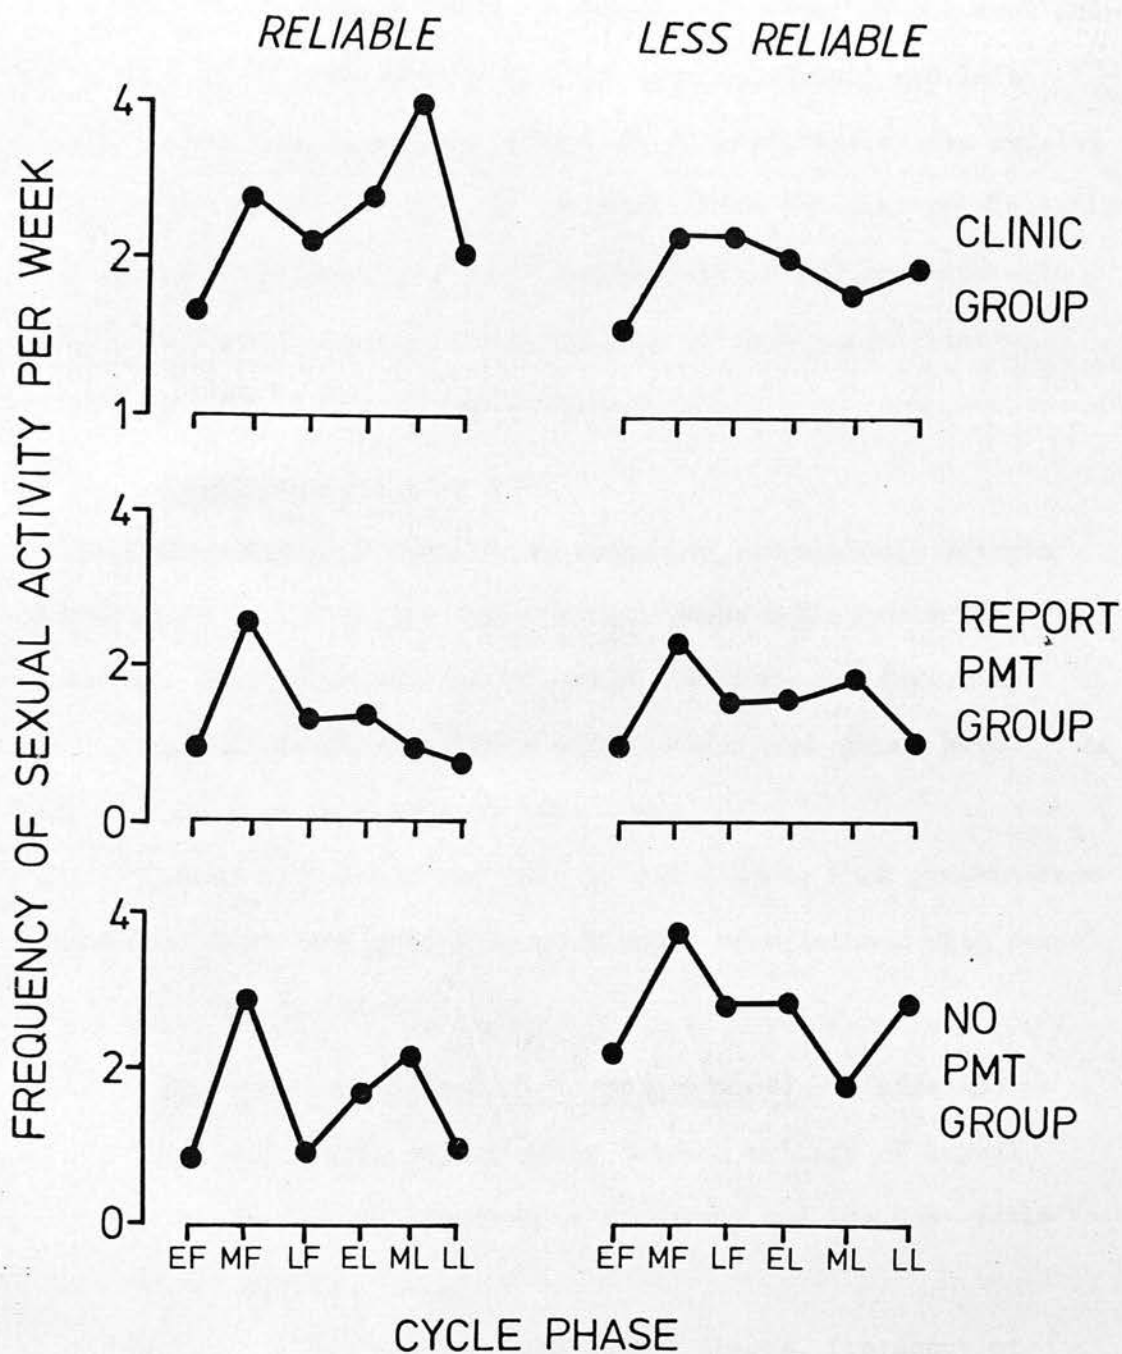 RELIABLE
LESS RELIABLE
FREQUENCY OF SEXUAL ACTIVITY PER WEEK
4
2
1
CLINIC
GROUP
4
2
0
REPORT
PMT
GROUP
4
2
0
NO
PMT
GROUP
EF MF LF EL ML LL
EF MF LF EL ML LL
CYCLE PHASE